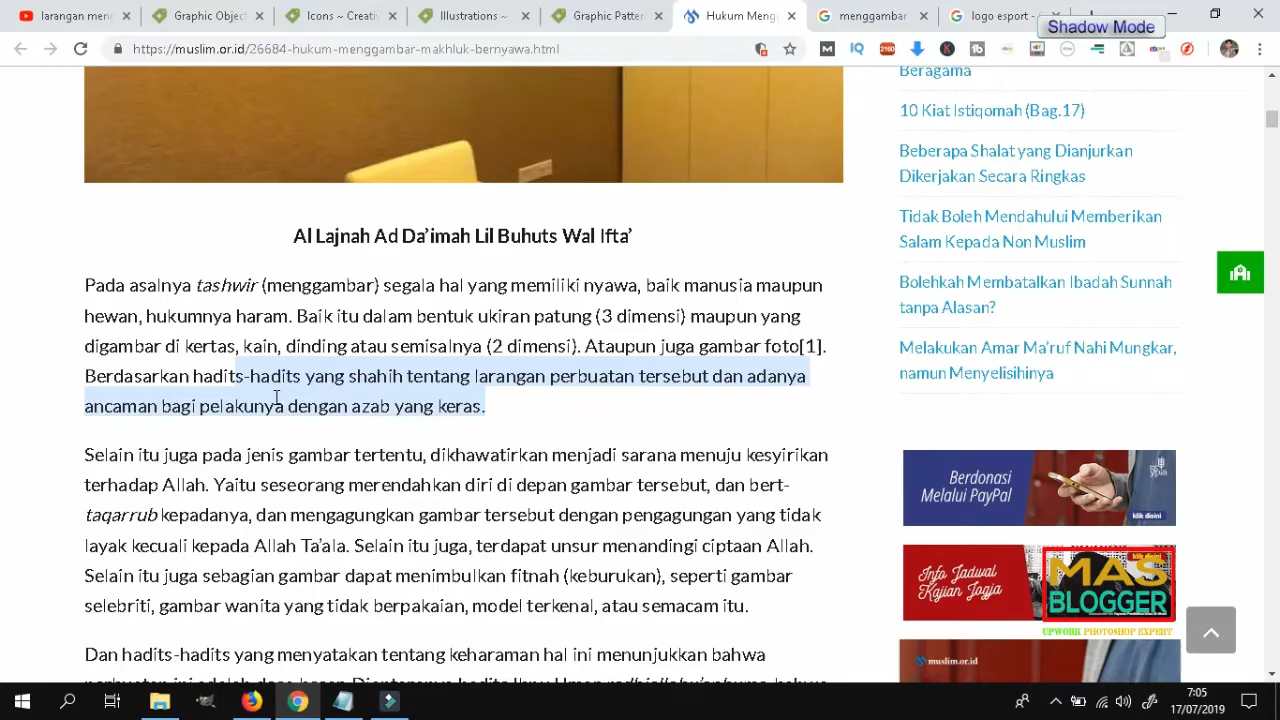 larangan meng
Graphic Objec
Icons ~ Creativ
Illustrations ~
Graphic Patter
Hukum Meng
menggambar
logo esport -
Shadow Mode
https://muslim.or.id/26684-hukum-menggambar-makhluk-bernyawa.html
Beragama
10 Kiat Istiqomah (Bag.17)
Beberapa Shalat yang Dianjurkan
Dikerjakan Secara Ringkas
Tidak Boleh Mendahului Memberikan
Salam Kepada Non Muslim
Bolehkah Membatalkan Ibadah Sunnah
tanpa Alasan?
Melakukan Amar Ma'ruf Nahi Mungkar,
namun Menyelisihinya
Al Lajnah Ad Da'imah Lil Buhuts Wal Ifta'
Pada asalnya tashwir (menggambar) segala hal yang memiliki nyawa, baik manusia maupun
hewan, hukumnya haram. Baik itu dalam bentuk ukiran patung (3 dimensi) maupun yang
digambar di kertas, kain, dinding atau semisalnya (2 dimensi). Ataupun juga gambar foto[1].
Berdasarkan hadits-hadits yang shahih tentang larangan perbuatan tersebut dan adanya
ancaman bagi pelakunya dengan azab yang keras.
Selain itu juga pada jenis gambar tertentu, dikhawatirkan menjadi sarana menuju kesyirikan
terhadap Allah. Yaitu seseorang merendahkan diri di depan gambar tersebut, dan bert-
taqarrub kepadanya, dan mengagungkan gambar tersebut dengan pengagungan yang tidak
layak kecuali kepada Allah Ta'ala. Selain itu juga, terdapat unsur menandingi ciptaan Allah.
Selain itu juga sebagian gambar dapat menimbulkan fitnah (keburukan), seperti gambar
selebriti, gambar wanita yang tidak berpakaian, model terkenal, atau semacam itu.
Dan hadits-hadits yang menyatakan tentang keharaman hal ini menunjukkan bahwa
Berdonasi
Melalui PayPal
ypia
klik disini
Info Jadwal
Kajian Jogja
klik disini
MAS
BLOGGER
UPWORK PHOTOSHOP EXPERT
muslim.or.id
7:05
17/07/2019